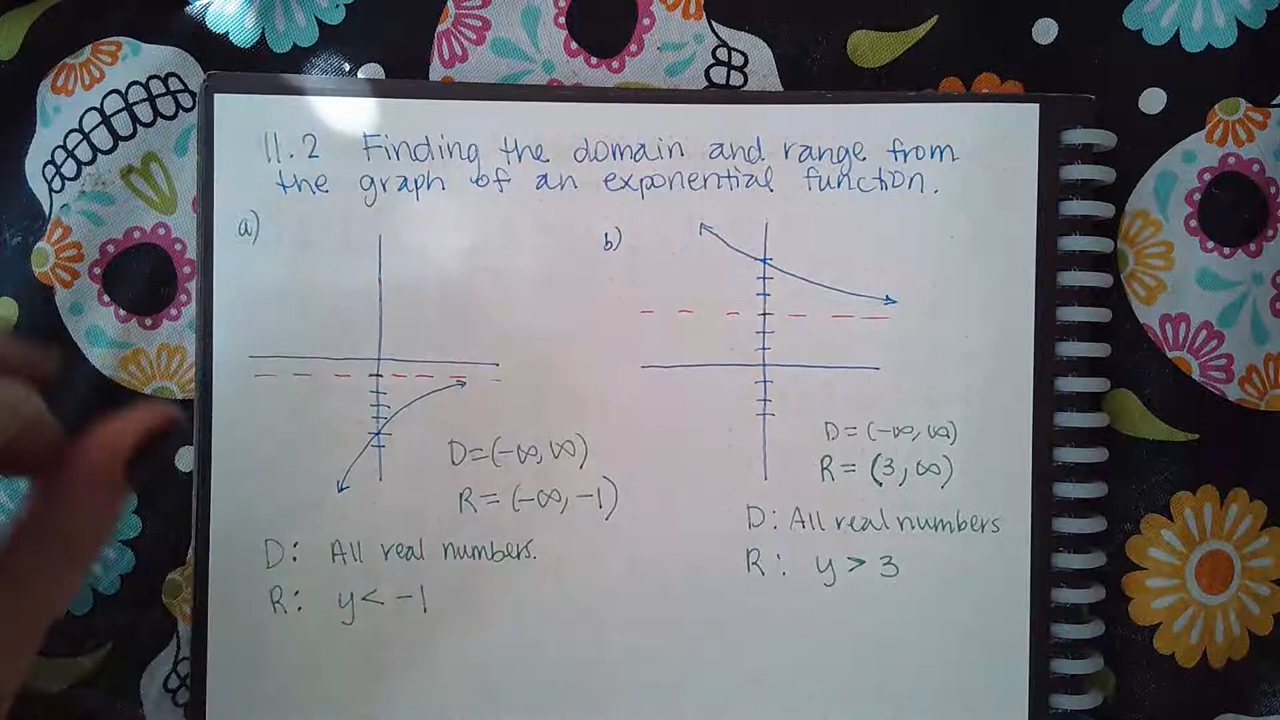 11.2 Finding the domain and range from
the graph of an exponential function.
a)
b)
D=(-∞,∞)
R=(-∞,-1)
D: All real numbers.
R: y<-1
D=(-∞,∞)
R=(3,∞)
D: All real numbers
R: y>3